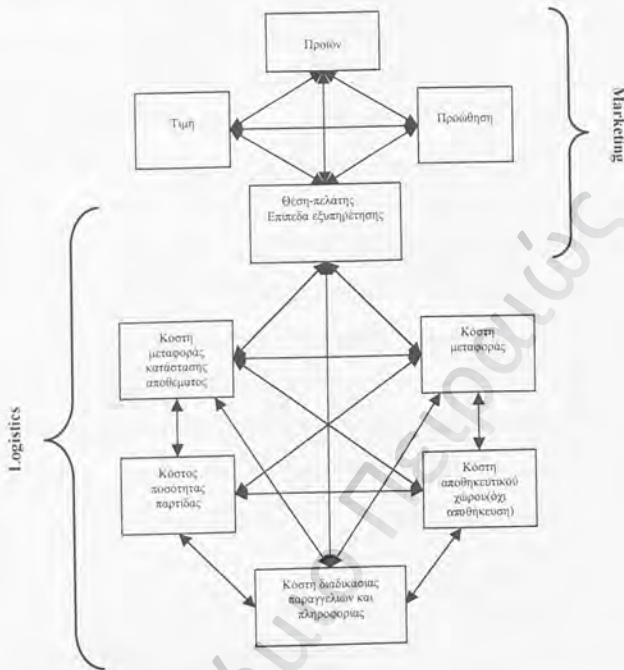 Προϊόν
Τιμή
Προώθηση
Marketing
Θέση-πελάτης
Επίπεδα εξυπηρέτησης
Logistics
Κόστη
μεταφοράς
κατάστασης
αποθέματος
Κόστη
μεταφοράς
Κόστος
ποσότητας
παρτίδας
Κόστη
αποθηκευτικού
χώρου(όχι
αποθήκευση)
Κόστη διαδικασίας
παραγγελιών και
πληροφορίας
Πειραιώς